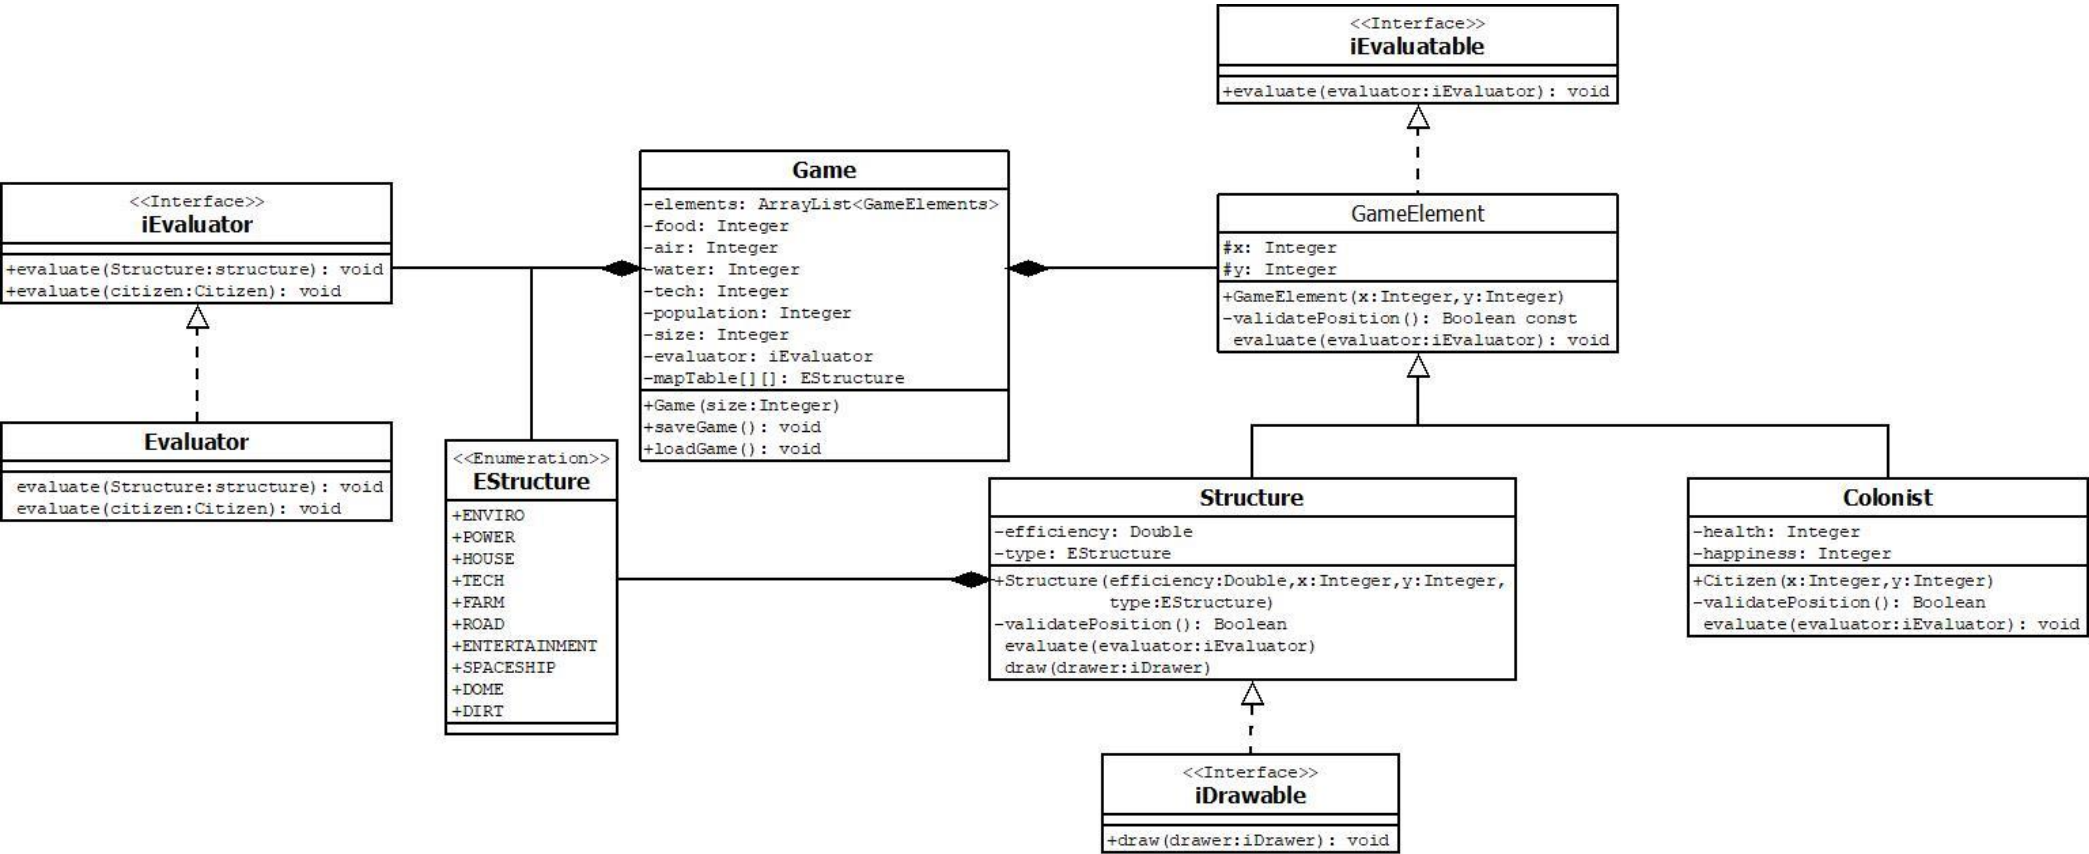 <<Interface>>
iEvaluatable
+evaluate(evaluator:iEvaluator): void
Game
-elements: ArrayList<GameElements>
-food: Integer
-air: Integer
-water: Integer
-tech: Integer
-population: Integer
-size: Integer
-evaluator: iEvaluator
-mapTable[][]: EStructure
+Game(size:Integer)
+saveGame(): void
+loadGame(): void
<<Interface>>
iEvaluator
+evaluate(Structure:structure): void
+evaluate(citizen:Citizen): void
GameElement
#x: Integer
#y: Integer
+GameElement(x:Integer,y:Integer)
-validatePosition(): Boolean const
evaluate(evaluator:iEvaluator): void
Evaluator
evaluate(Structure:structure): void
evaluate(citizen:Citizen): void
<<Enumeration>>
EStructure
+ENVIRO
+POWER
+HOUSE
+TECH
+FARM
+ROAD
+ENTERTAINMENT
+SPACESHIP
+DOME
+DIRT
Structure
-efficiency: Double
-type: EStructure
+Structure(efficiency:Double,x:Integer,y:Integer,
type:EStructure)
-validatePosition(): Boolean
evaluate(evaluator:iEvaluator)
draw(drawer:iDrawer)
Colonist
-health: Integer
-happiness: Integer
+Citizen(x:Integer,y:Integer)
-validatePosition(): Boolean
evaluate(evaluator:iEvaluator): void
<<Interface>>
iDrawable
+draw(drawer:iDrawer): void